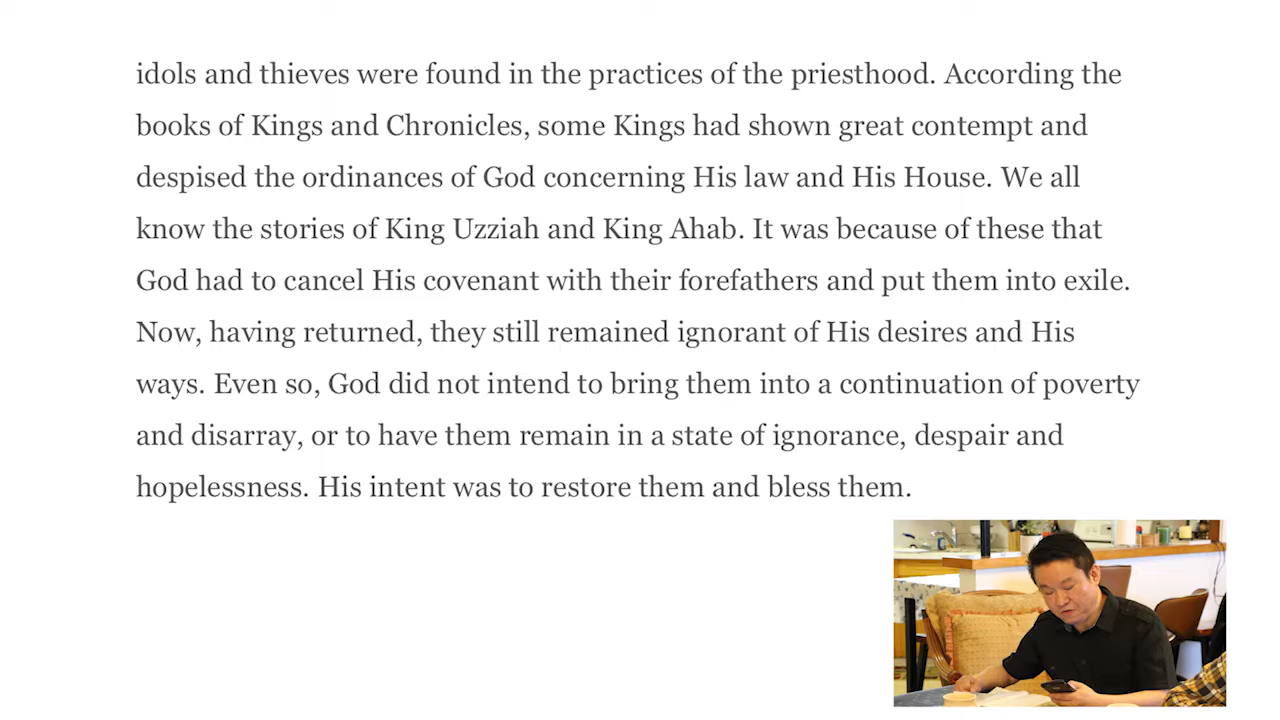 idols and thieves were found in the practices of the priesthood. According the
books of Kings and Chronicles, some Kings had shown great contempt and
despised the ordinances of God concerning His law and His House. We all
know the stories of King Uzziah and King Ahab. It was because of these that
God had to cancel His covenant with their forefathers and put them into exile.
Now, having returned, they still remained ignorant of His desires and His
ways. Even so, God did not intend to bring them into a continuation of poverty
and disarray, or to have them remain in a state of ignorance, despair and
hopelessness. His intent was to restore them and bless them.